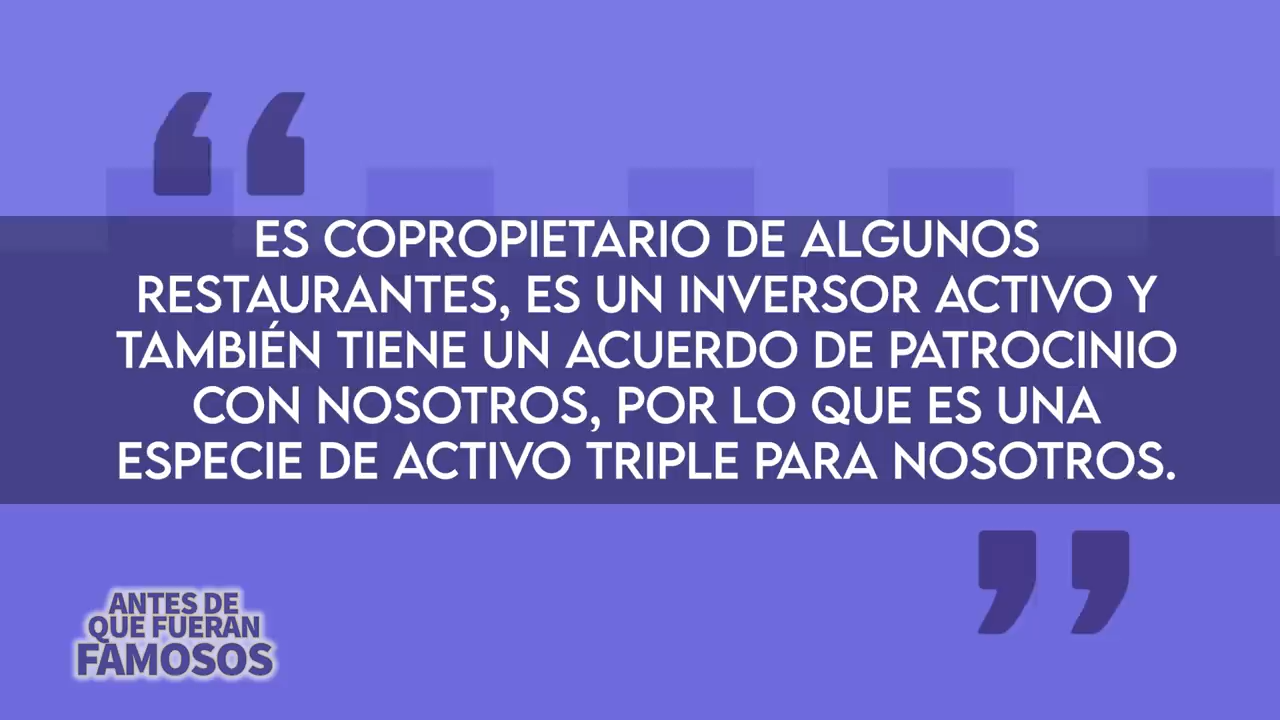 ES COPROPIETARIO DE ALGUNOS
RESTAURANTES, ES UN INVERSOR ACTIVO Y
TAMBIÉN TIENE UN ACUERDO DE PATROCINIO
CON NOSOTROS, POR LO QUE ES UNA
ESPECIE DE ACTIVO TRIPLE PARA NOSOTROS.
ANTES DE
QUE FUERAN
FAMOSOS